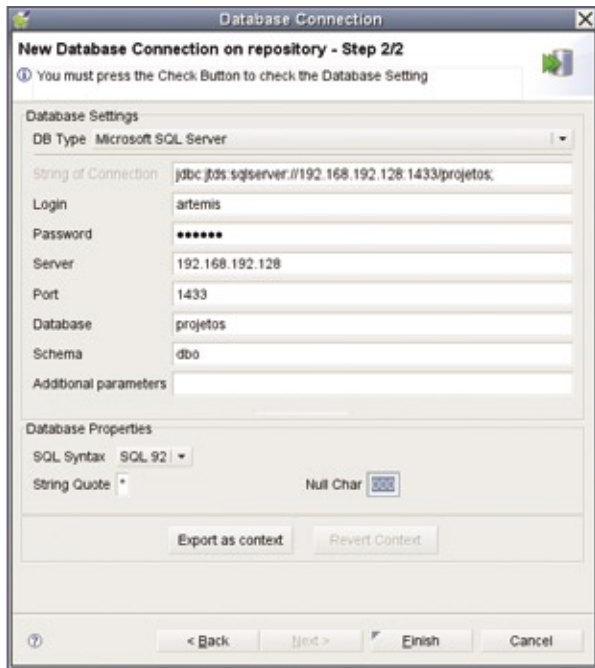 Database Connection
New Database Connection on repository - Step 2/2
You must press the Check Button to check the Database Setting
Database Settings
DB Type Microsoft SQL Server
String of Connection jdbc:jtds:sqlserver://192.168.192.128:1433/projetos;
Login artemis
Password ●●●●●●
Server 192.168.192.128
Port 1433
Database projetos
Schema dbo
Additional parameters
Database Properties
SQL Syntax SQL 92
String Quote " Null Char 000
Export as context Revert Context
< Back Next > Finish Cancel